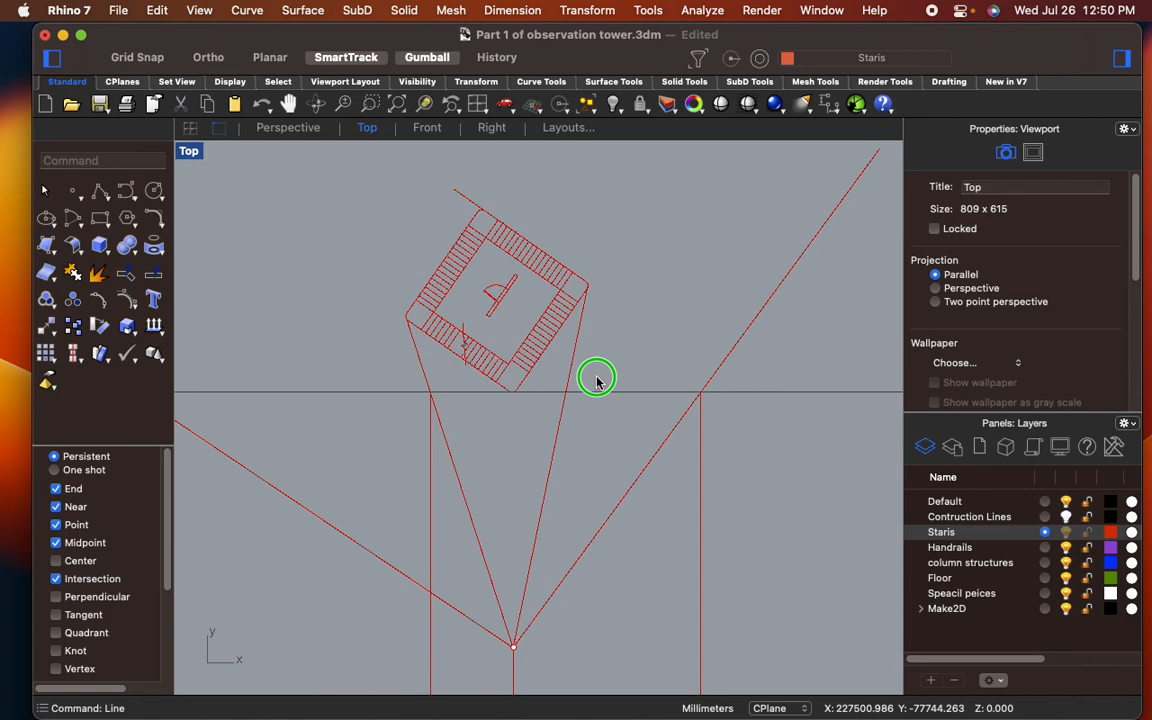 Rhino 7 File Edit View Curve Surface SubD Solid Mesh Dimension Transform Tools Analyze Render Window Help Wed Jul 26 12:50 PM
Part 1 of observation tower.3dm — Edited
Grid Snap Ortho Planar SmartTrack Gumball History Staris
Standard CPlanes Set View Display Select Viewport Layout Visibility Transform Curve Tools Surface Tools Solid Tools SubD Tools Mesh Tools Render Tools Drafting New in V7
Perspective Top Front Right Layouts...
Properties: Viewport
Top
Command
Title: Top
Size: 809 x 615
Locked
Projection
Parallel
Perspective
Two point perspective
Wallpaper
Choose...
Show wallpaper
Show wallpaper as gray scale
Panels: Layers
Persistent
One shot
End
Near
Point
Midpoint
Center
Intersection
Perpendicular
Tangent
Quadrant
Knot
Vertex
Name
Default
Contruction Lines
Staris
Handrails
column structures
Floor
Speacil peices
Make2D
y
x
Command: Line
Millimeters CPlane X: 227500.986 Y: -77744.263 Z: 0.000